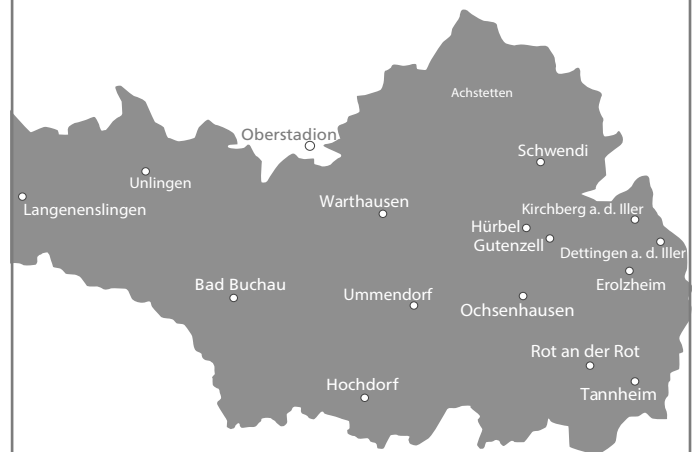 Achstetten
Oberstadion
Schwendi
Unlingen
Langenenslingen
Warthausen
Kirchberg a. d. Iller
Hürbel
Gutenzell
Dettingen a. d. Iller
Bad Buchau
Ummendorf
Erolzheim
Ochsenhausen
Rot an der Rot
Hochdorf
Tannheim